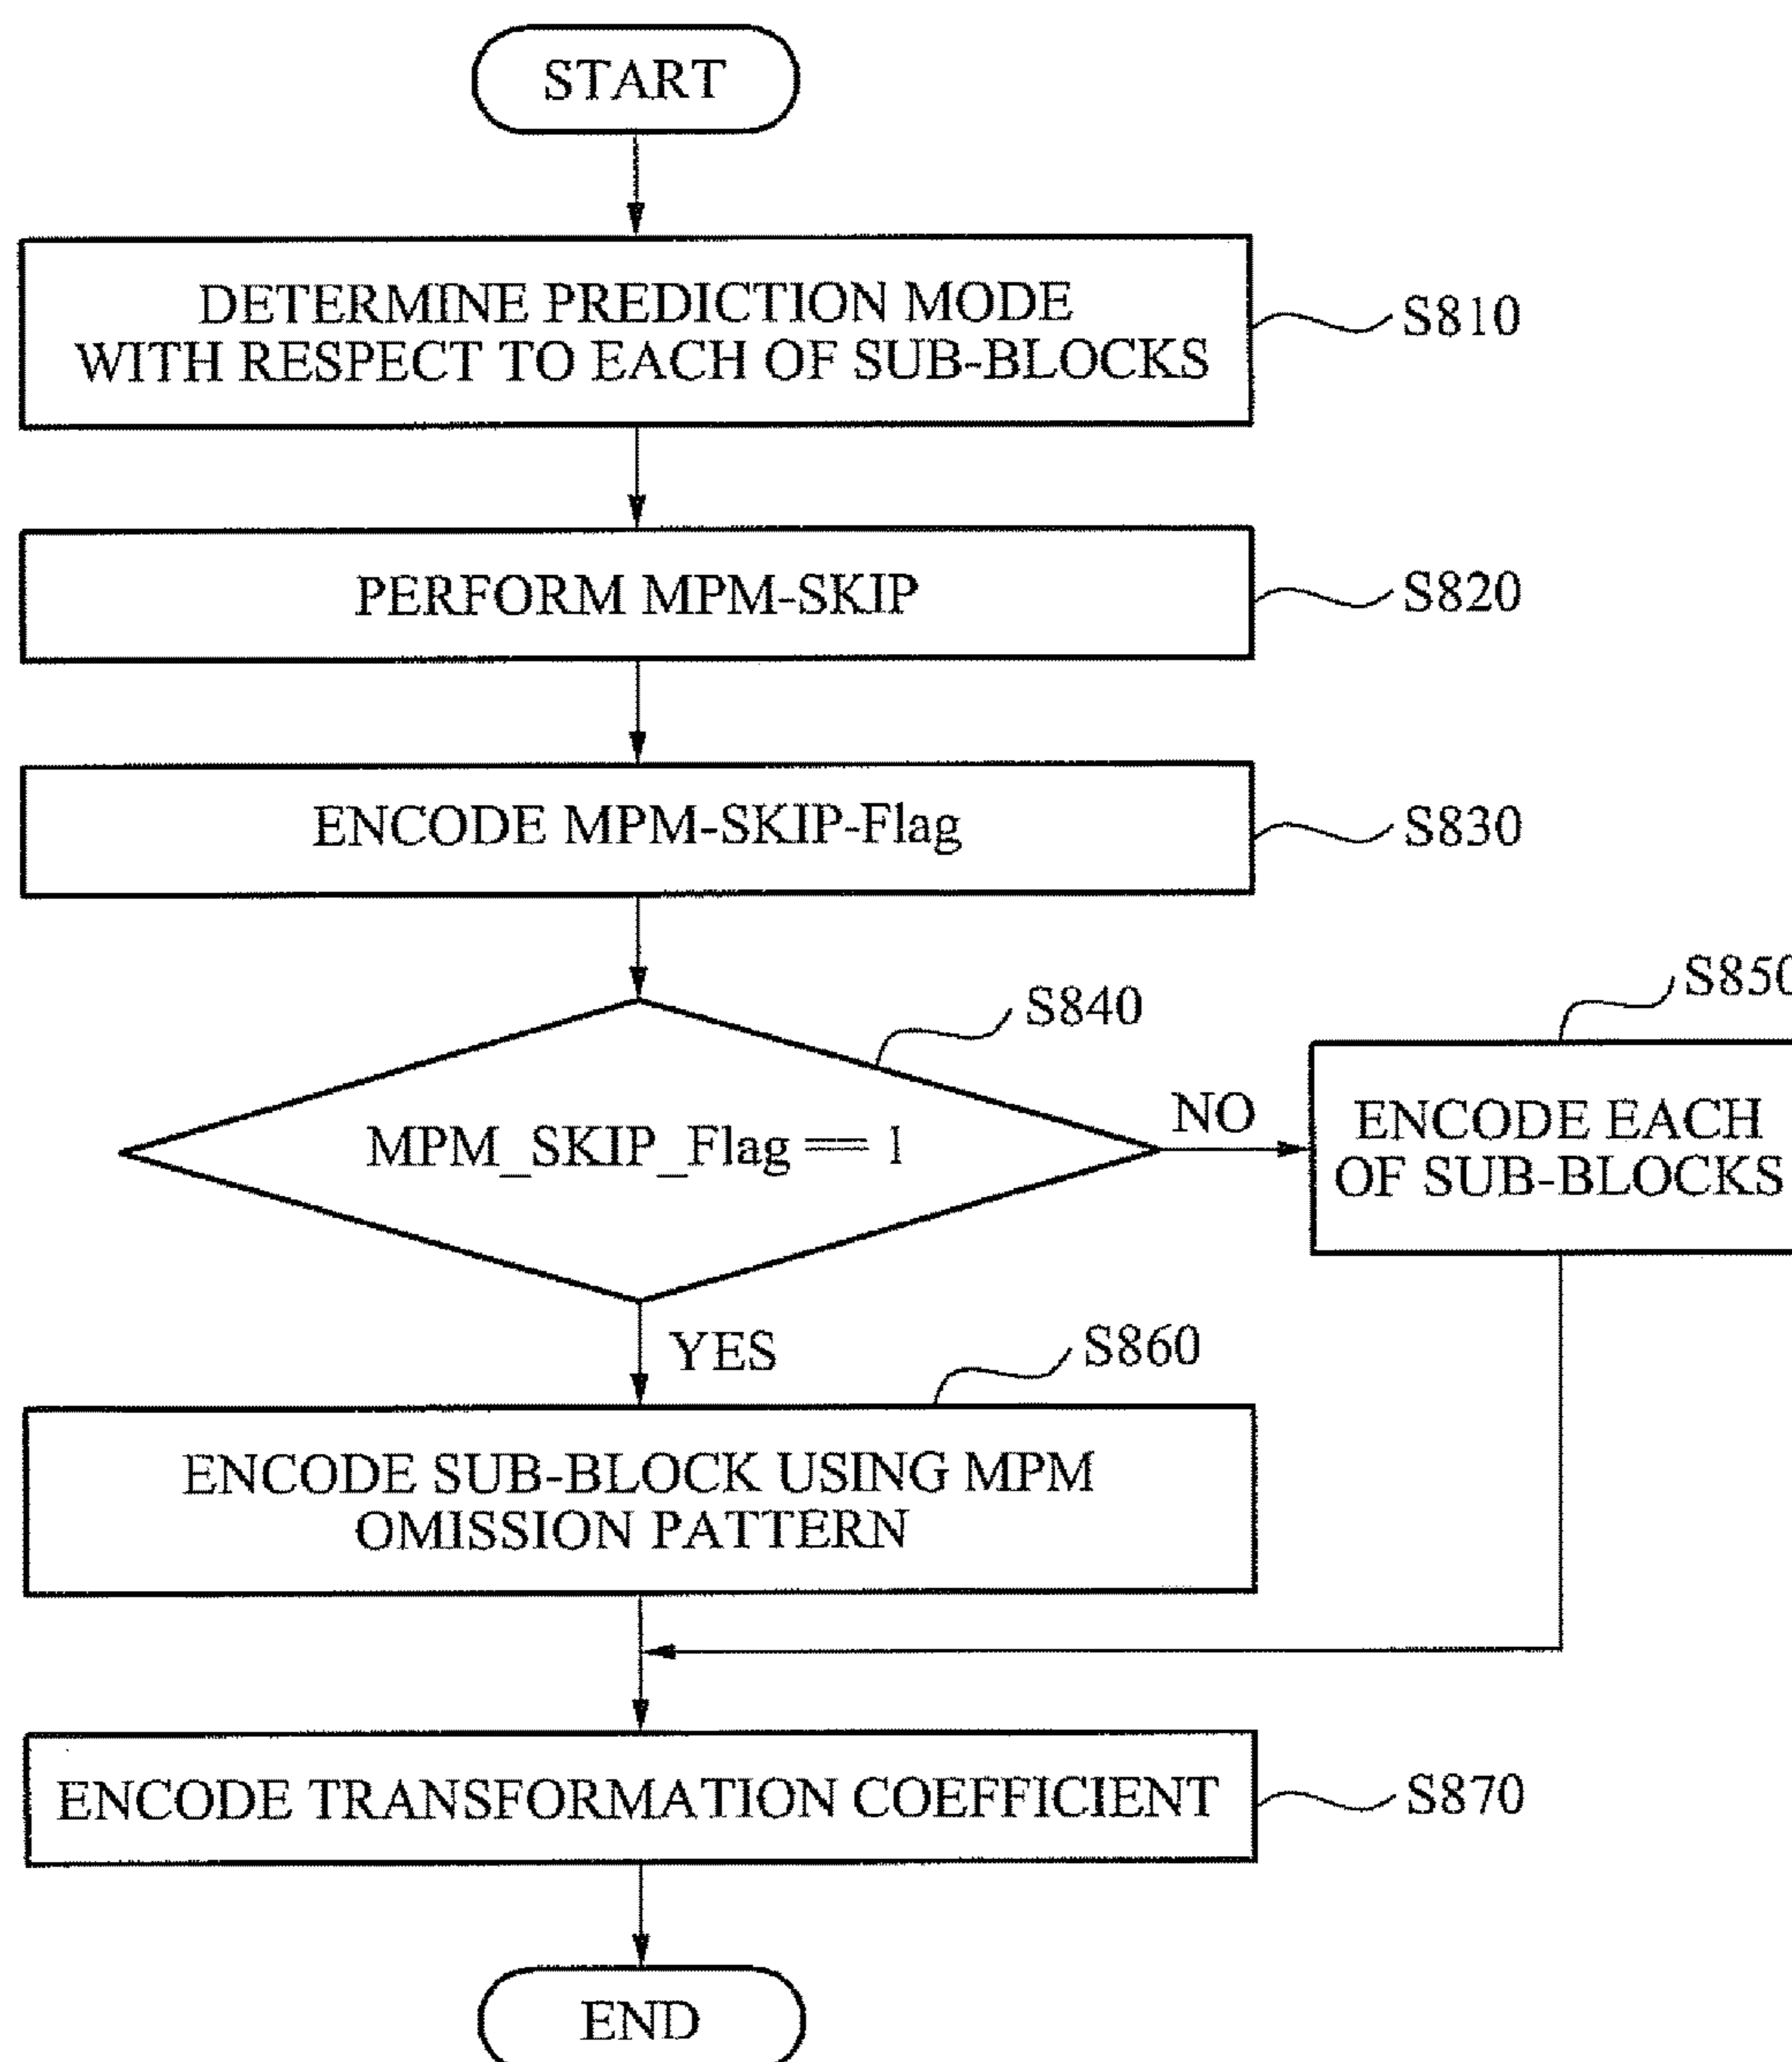 START
DETERMINE PREDICTION MODE
WITH RESPECT TO EACH OF SUB-BLOCKS
S810
PERFORM MPM-SKIP
S820
ENCODE MPM-SKIP-Flag
S830
S840
MPM_SKIP_Flag == 1
NO
S850
ENCODE EACH
OF SUB-BLOCKS
YES
S860
ENCODE SUB-BLOCK USING MPM
OMISSION PATTERN
ENCODE TRANSFORMATION COEFFICIENT
S870
END